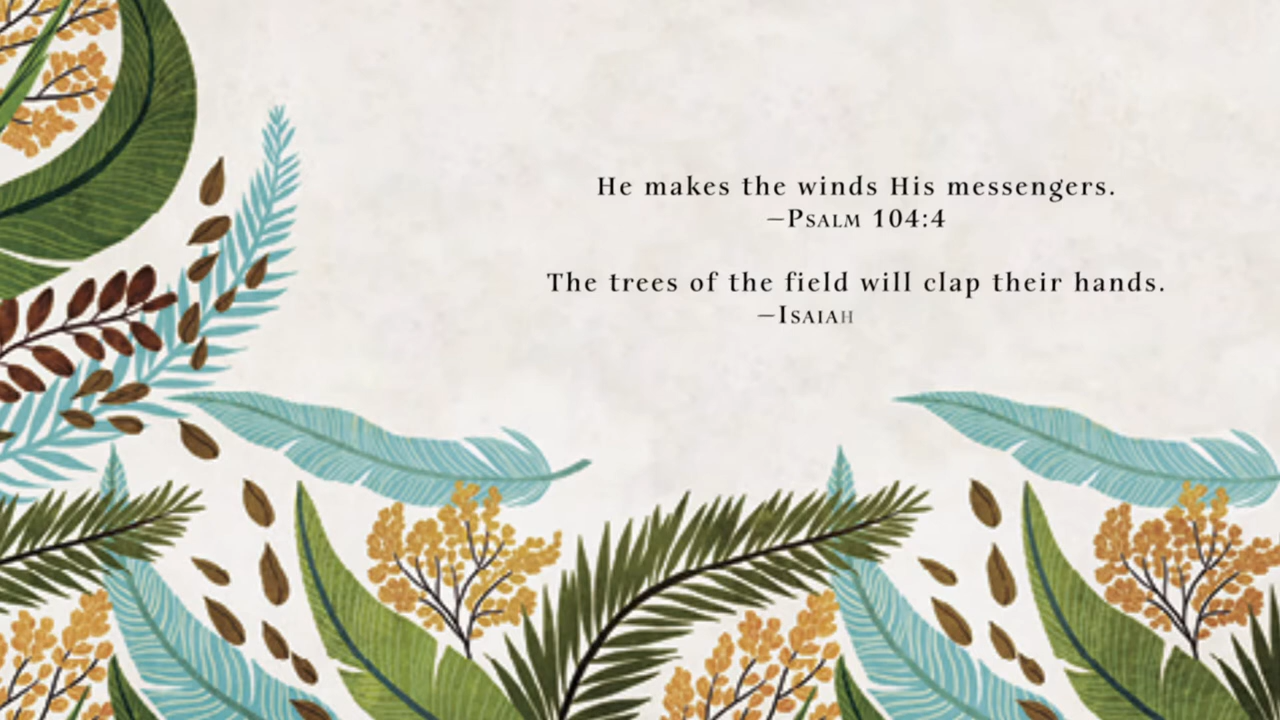 He makes the winds His messengers.
—Psalm 104:4
The trees of the field will clap their hands.
—Isaiah